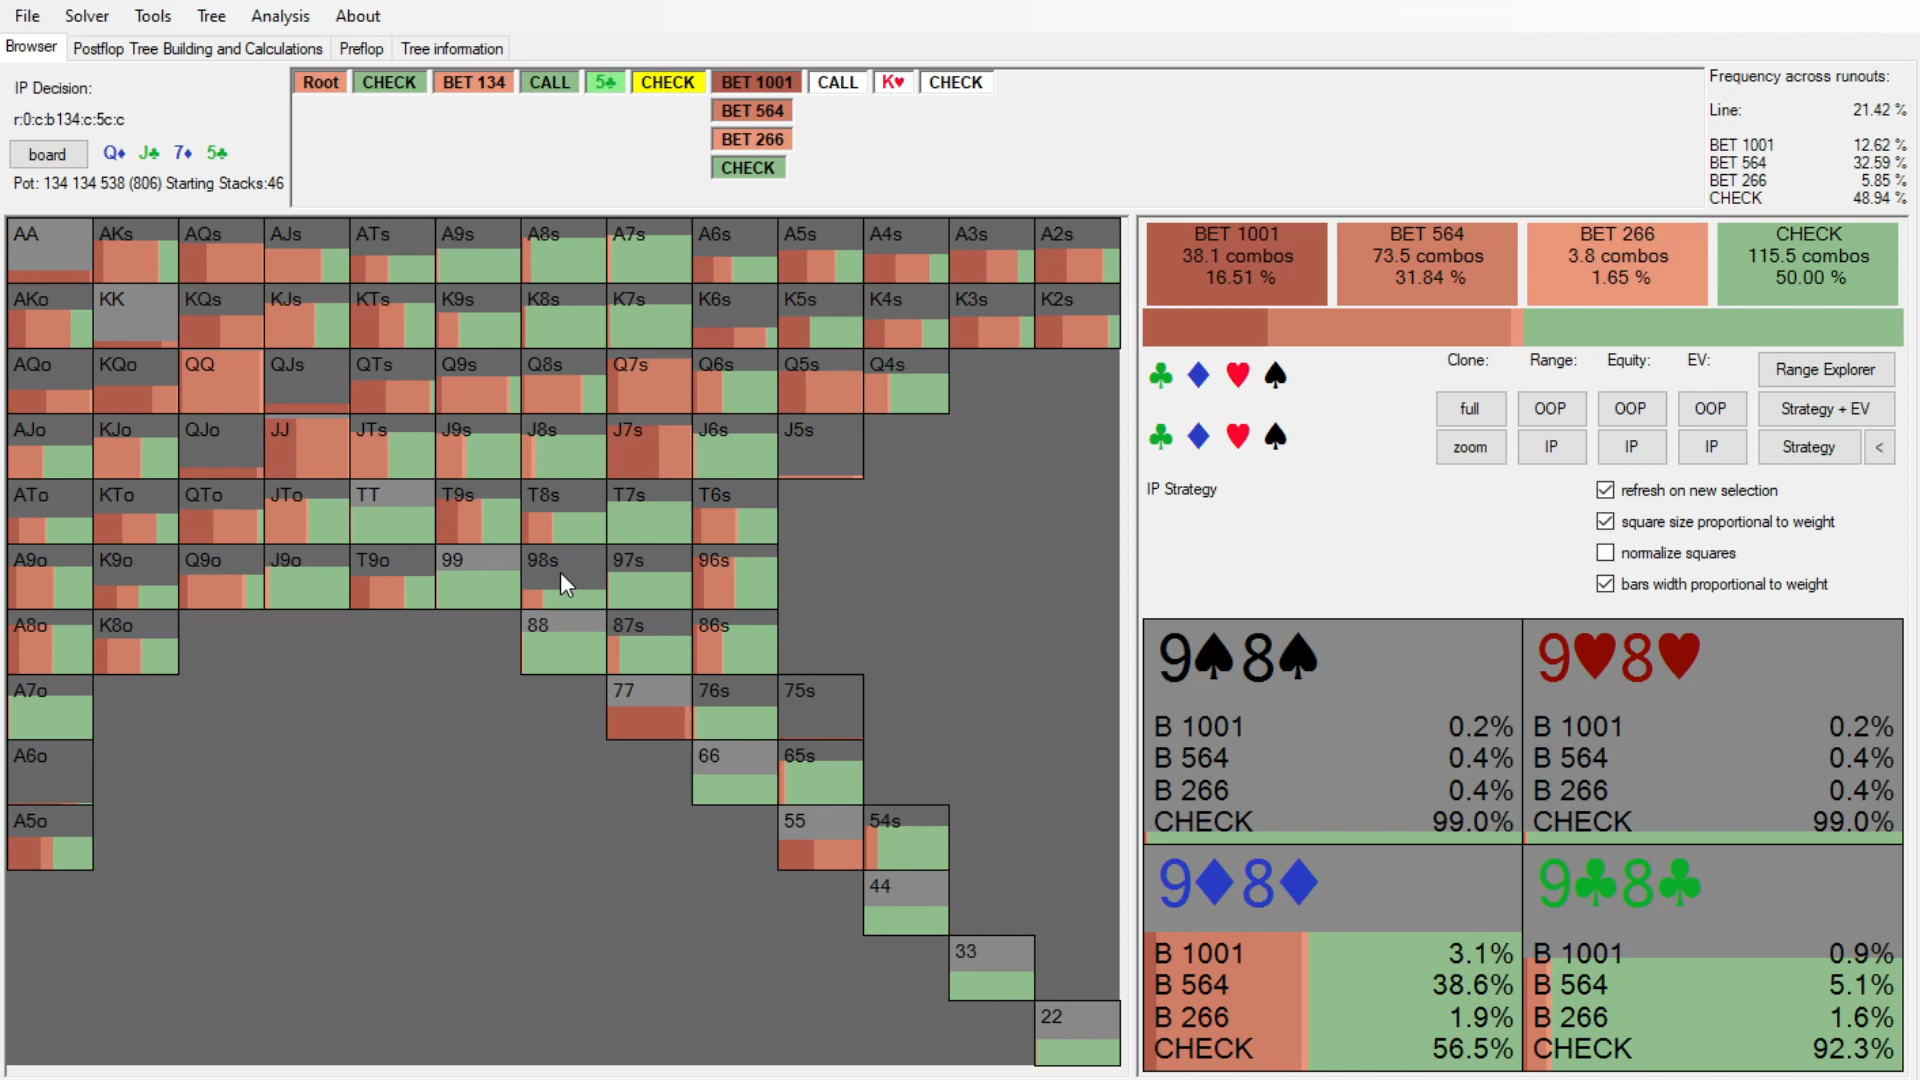 File Solver Tools Tree Analysis About
Browser Postflop Tree Building and Calculations Preflop Tree information
IP Decision:
r:0:c:b134:c:5c:c
board Q♦ J♣ 7♦ 5♣
Pot: 134 134 538 (806) Starting Stacks:46
Root CHECK BET 134 CALL 5♣ CHECK BET 1001 CALL K♥ CHECK
BET 564
BET 266
CHECK
Frequency across runouts:
Line: 21.42 %
BET 1001 12.62 %
BET 564 32.59 %
BET 266 5.85 %
CHECK 48.94 %
AA AKs AQs AJs ATs A9s A8s A7s A6s A5s A4s A3s A2s
AKo KK KQs KJs KTs K9s K8s K7s K6s K5s K4s K3s K2s
AQo KQo QQ QJs QTs Q9s Q8s Q7s Q6s Q5s Q4s
AJo KJo QJo JJ JTs J9s J8s J7s J6s J5s
ATo KTo QTo JTo TT T9s T8s T7s T6s
A9o K9o Q9o J9o T9o 99 98s 97s 96s
A8o K8o 88 87s 86s
A7o 77 76s 75s
A6o 66 65s
A5o 55 54s
44
33
22
BET 1001 BET 564 BET 266 CHECK
38.1 combos 73.5 combos 3.8 combos 115.5 combos
16.51 % 31.84 % 1.65 % 50.00 %
♣ ♦ ♥ ♠
♣ ♦ ♥ ♠
Clone: Range: Equity: EV: Range Explorer
full OOP OOP OOP Strategy + EV
zoom IP IP IP Strategy <
IP Strategy
refresh on new selection
square size proportional to weight
normalize squares
bars width proportional to weight
9♠8♠ 9♥8♥
B 1001 0.2% B 1001 0.2%
B 564 0.4% B 564 0.4%
B 266 0.4% B 266 0.4%
CHECK 99.0% CHECK 99.0%
9♦8♦ 9♣8♣
B 1001 3.1% B 1001 0.9%
B 564 38.6% B 564 5.1%
B 266 1.9% B 266 1.6%
CHECK 56.5% CHECK 92.3%